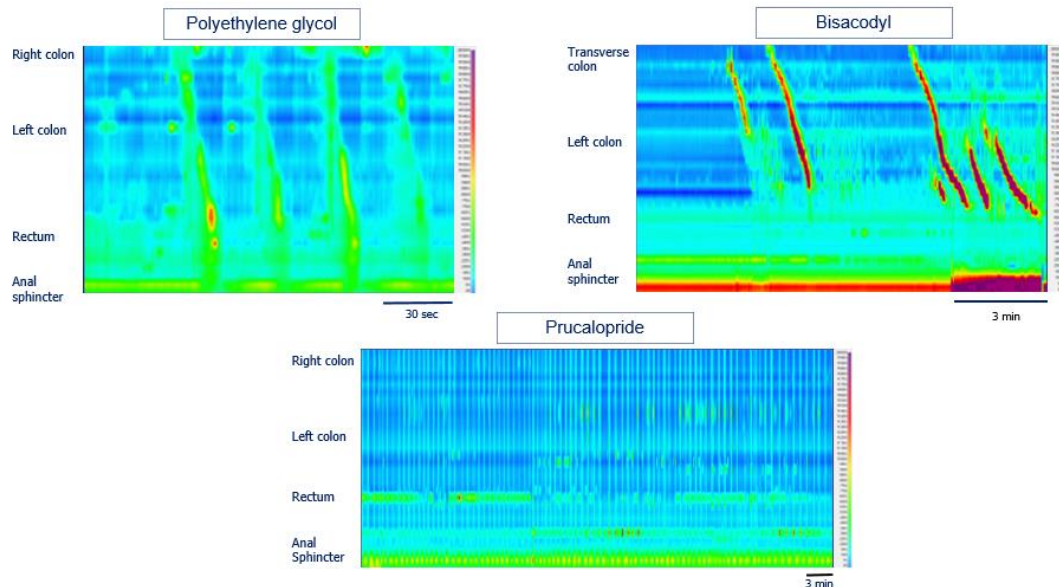 Polyethylene glycol
Right colon
Left colon
Rectum
Anal
sphincter
30 sec
Bisacodyl
Transverse
colon
Left colon
Rectum
Anal
sphincter
3 min
Prucalopride
Right colon
Left colon
Rectum
Anal
Sphincter
3 min